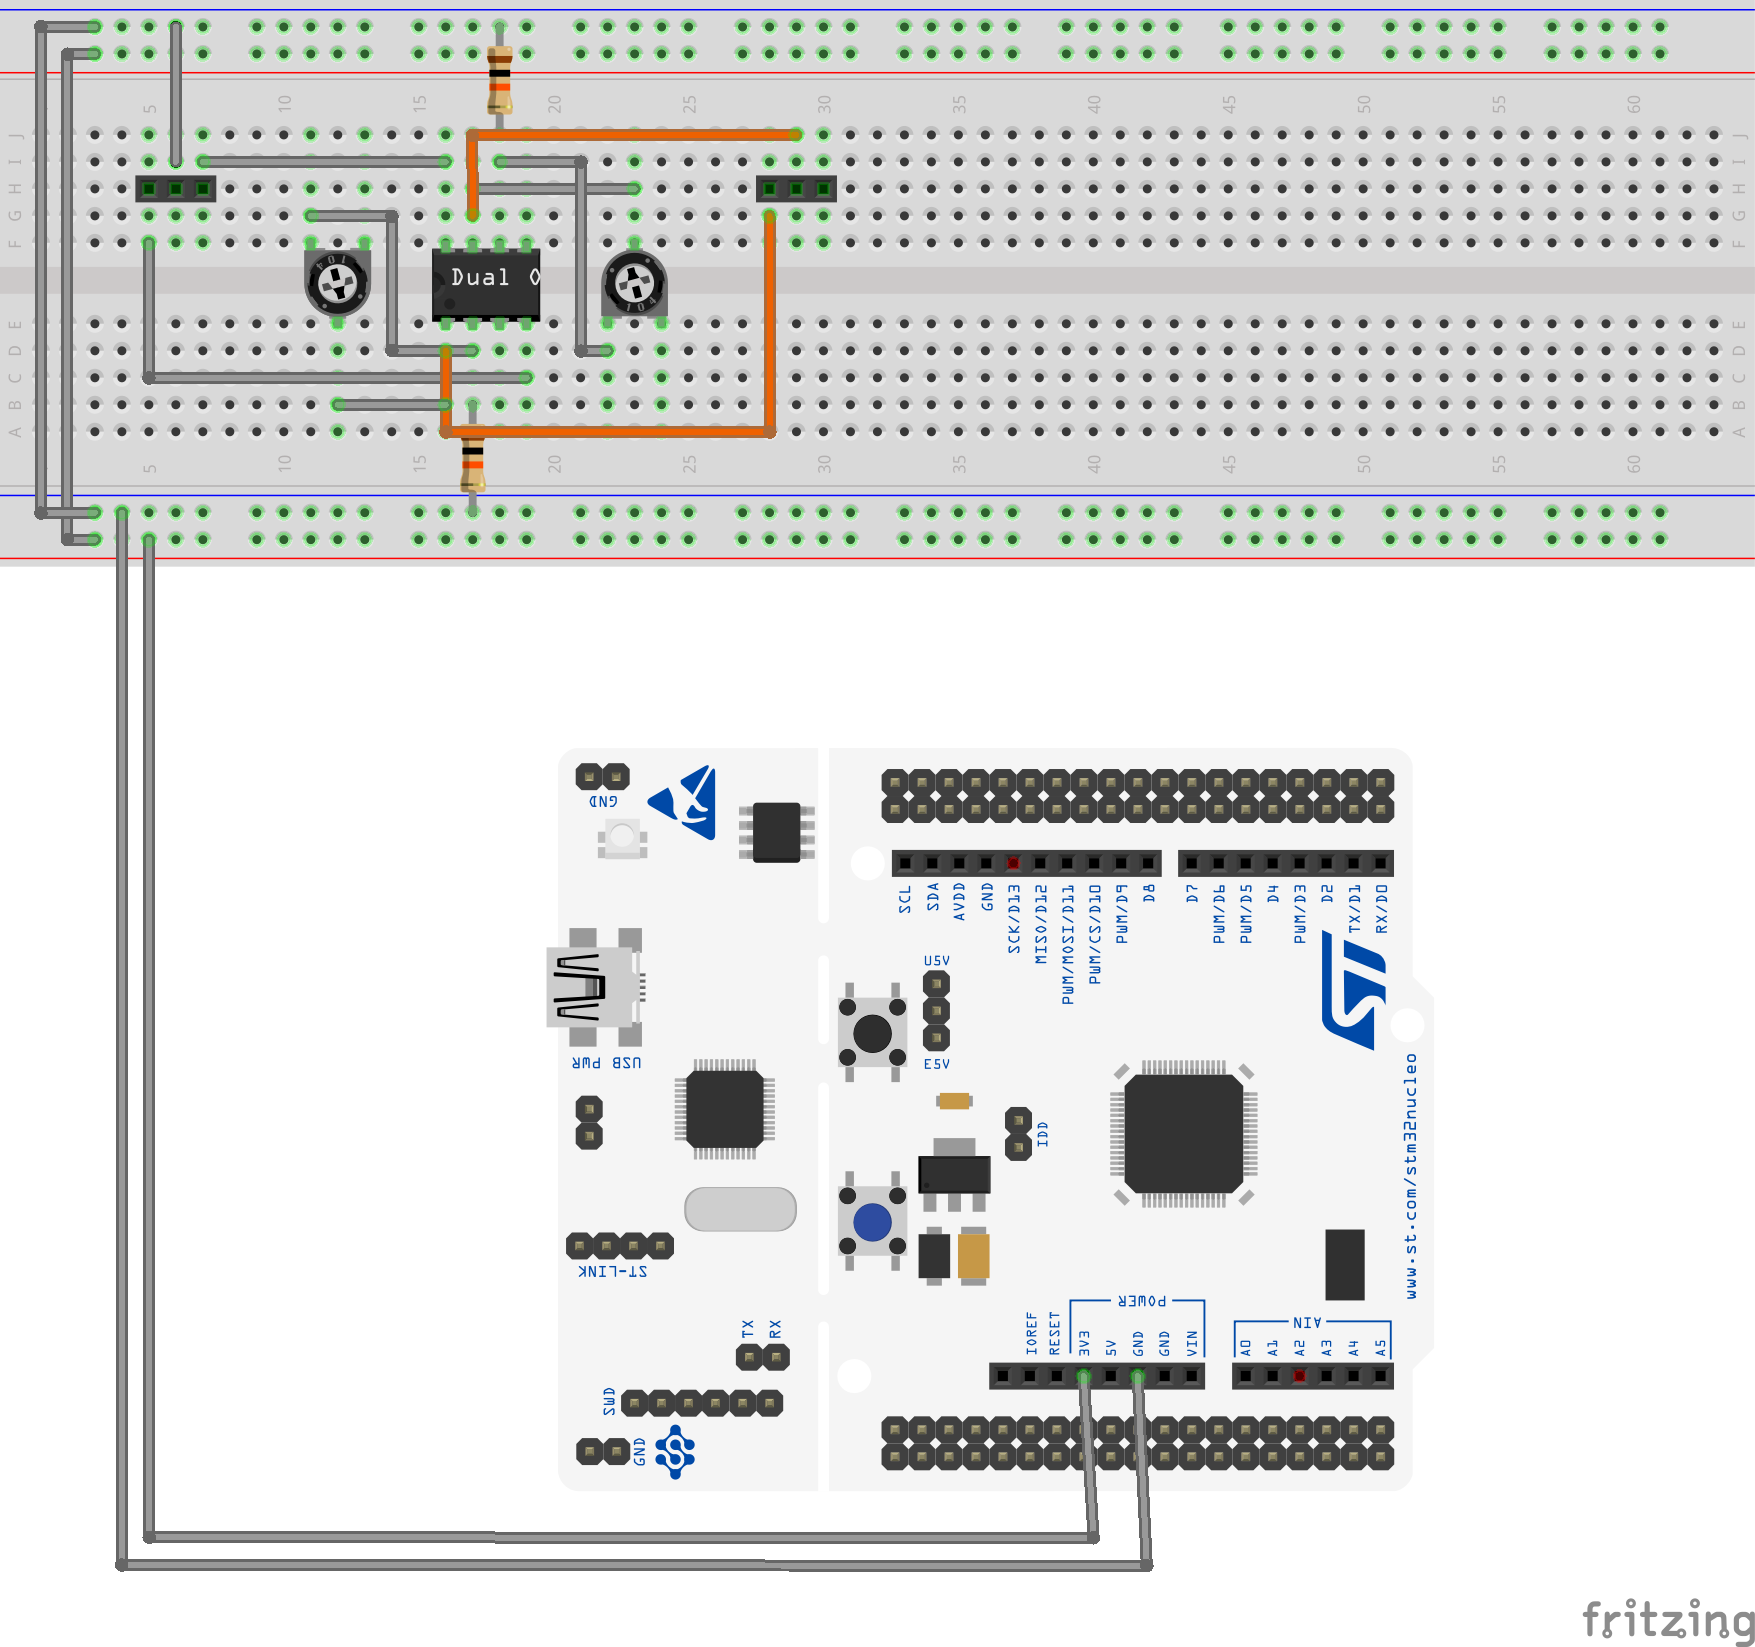 5 10 15 20 25 30 35 40 45 50 55 60
J J
I I
H H
G G
F F
104
Dual O
104
E E
D D
C C
B B
A A
5 10 15 20 25 30 35 40 45 50 55 60
GND
SCL SDA AVDD GND SCK/D13 MISO/D12 PWM/MOSI/D11 PWM/CS/D10 PWM/D9 D8 D7 PWM/D6 PWM/D5 D4 PWM/D3 D2 TX/D1 RX/D0
U5V
E5V
USB PWR
IDD
www.st.com/stm32nucleo
ST-LINK
POWER
AIN
IOREF RESET 3V3 5V GND GND VIN A0 A1 A2 A3 A4 A5
TX RX
SWD
GND
fritzing